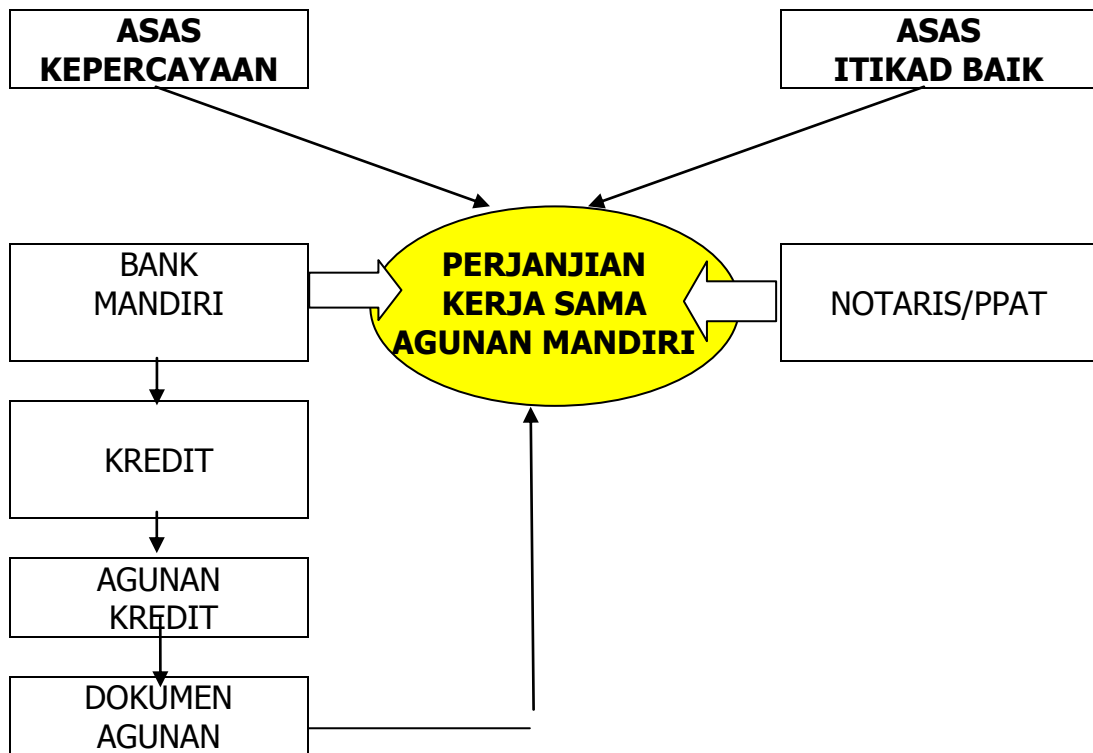 ASAS
KEPERCAYAAN
ASAS
ITIKAD BAIK
BANK
MANDIRI
PERJANJIAN
KERJA SAMA
AGUNAN MANDIRI
NOTARIS/PPAT
KREDIT
AGUNAN
KREDIT
DOKUMEN
AGUNAN